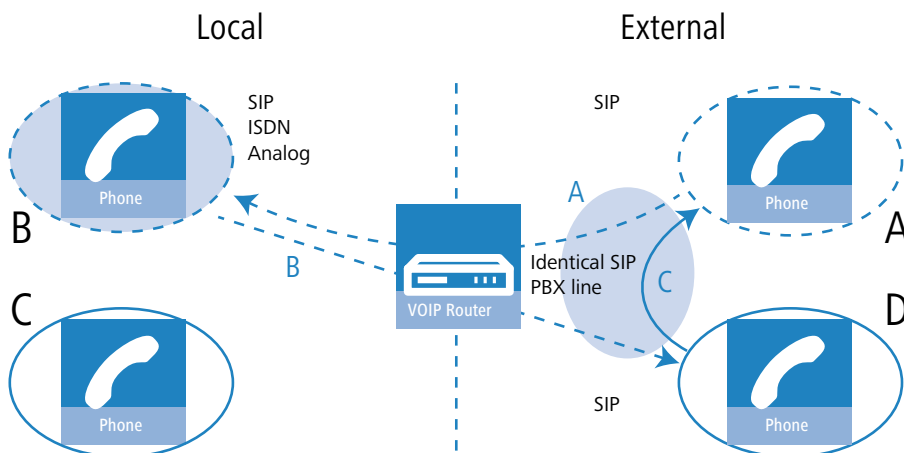 Local
External
SIP
ISDN
Analog
SIP
Phone
Phone
B
A
A
B
Identical SIP
PBX line
C
VOIP Router
C
D
Phone
Phone
SIP